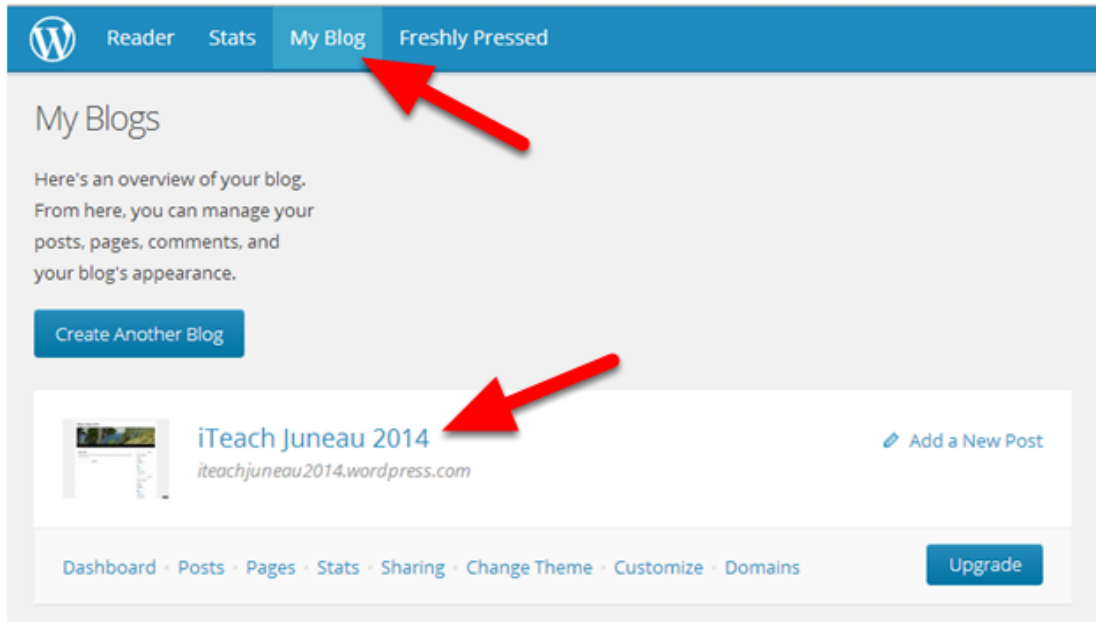 Reader Stats My Blog Freshly Pressed
My Blogs
Here's an overview of your blog.
From here, you can manage your
posts, pages, comments, and
your blog's appearance.
Create Another Blog
iTeach Juneau 2014
Add a New Post
iteachjuneau2014.wordpress.com
Dashboard Posts Pages Stats Sharing Change Theme Customize Domains
Upgrade